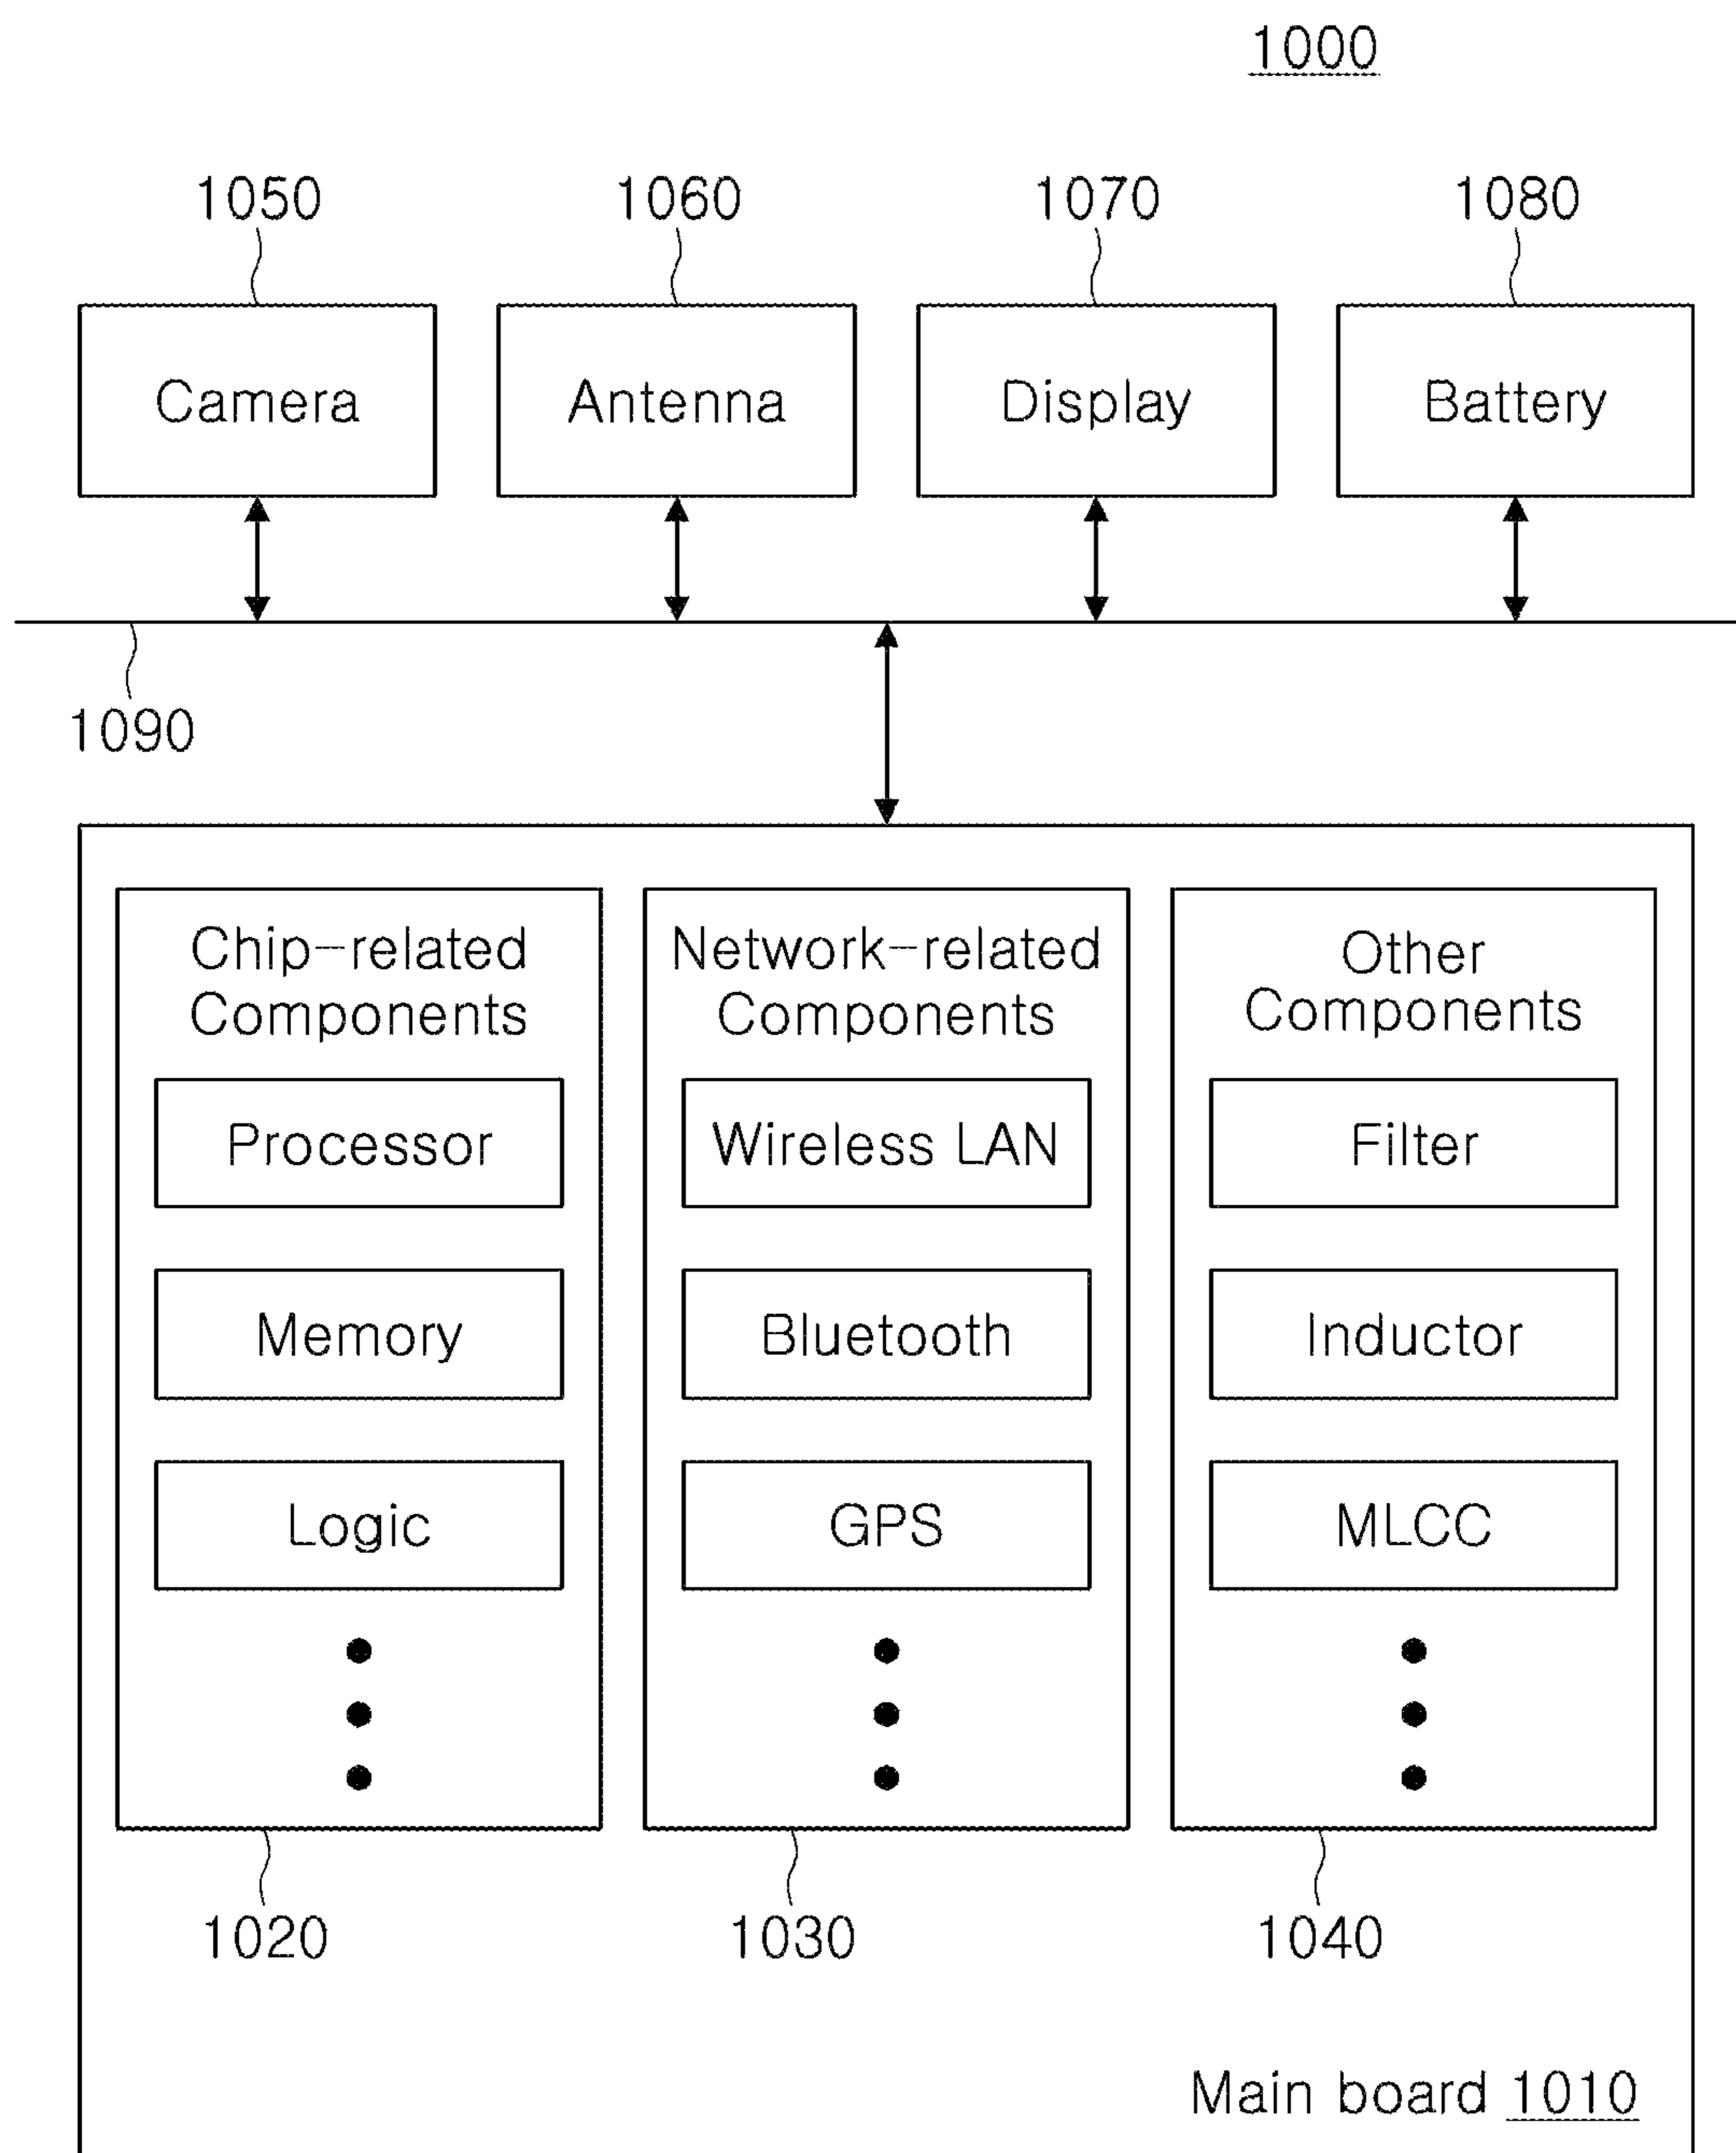 1000
1050
1060
1070
1080
Camera
Antenna
Display
Battery
1090
Chip-related
Components
Processor
Memory
Logic
1020
Network-related
Components
Wireless LAN
Bluetooth
GPS
1030
Other
Components
Filter
Inductor
MLCC
1040
Main board 1010